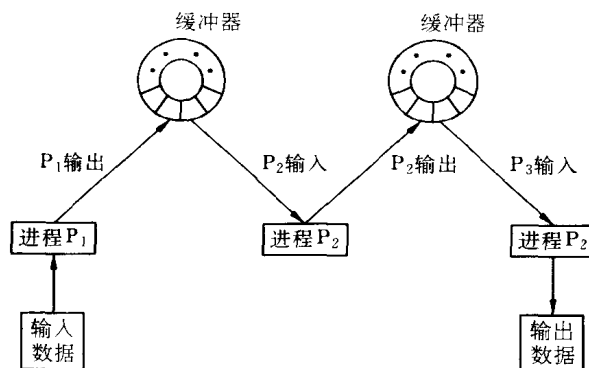 缓冲器
缓冲器
P₁输出
P₂输入
P₂输出
P₃输入
进程P₁
进程P₂
进程P₂
输入
数据
输出
数据